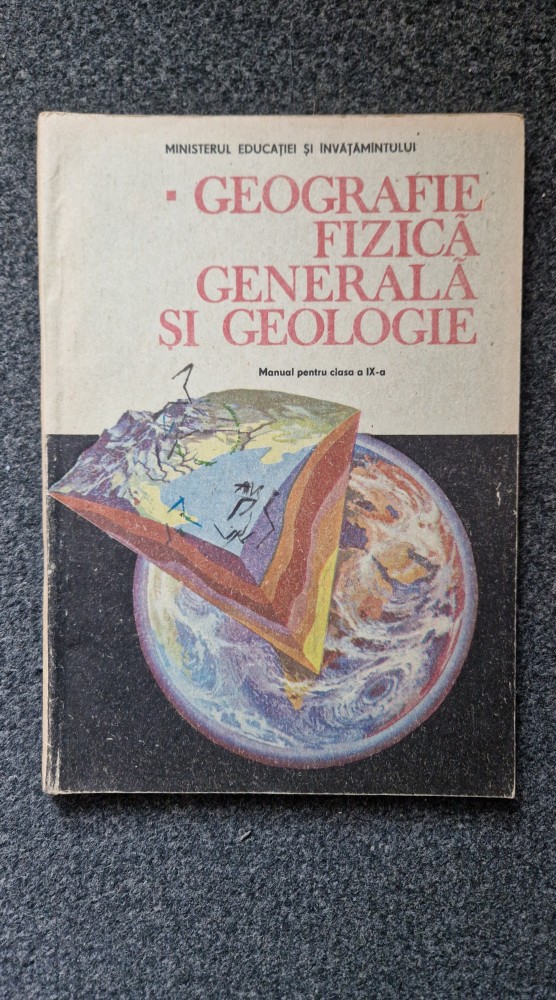 MINISTERUL EDUCAȚIEI ȘI ÎNVĂȚĂMÎNTULUI
▪ GEOGRAFIE
FIZICĂ
GENERALĂ
ȘI GEOLOGIE
Manual pentru clasa a IX-a